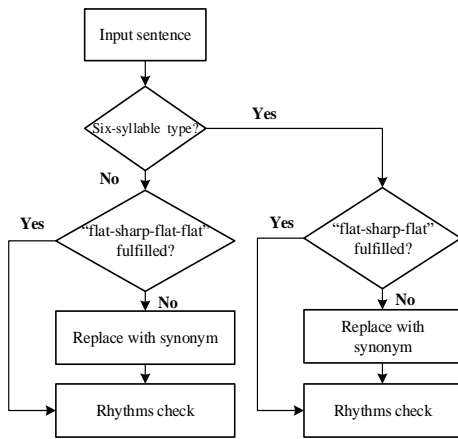 Input sentence
Six-syllable type?
Yes
No
Yes
“flat-sharp-flat-flat”
fulfilled?
Yes
“flat-sharp-flat”
fulfilled?
No
No
Replace with synonym
Replace with
synonym
Rhythms check
Rhythms check